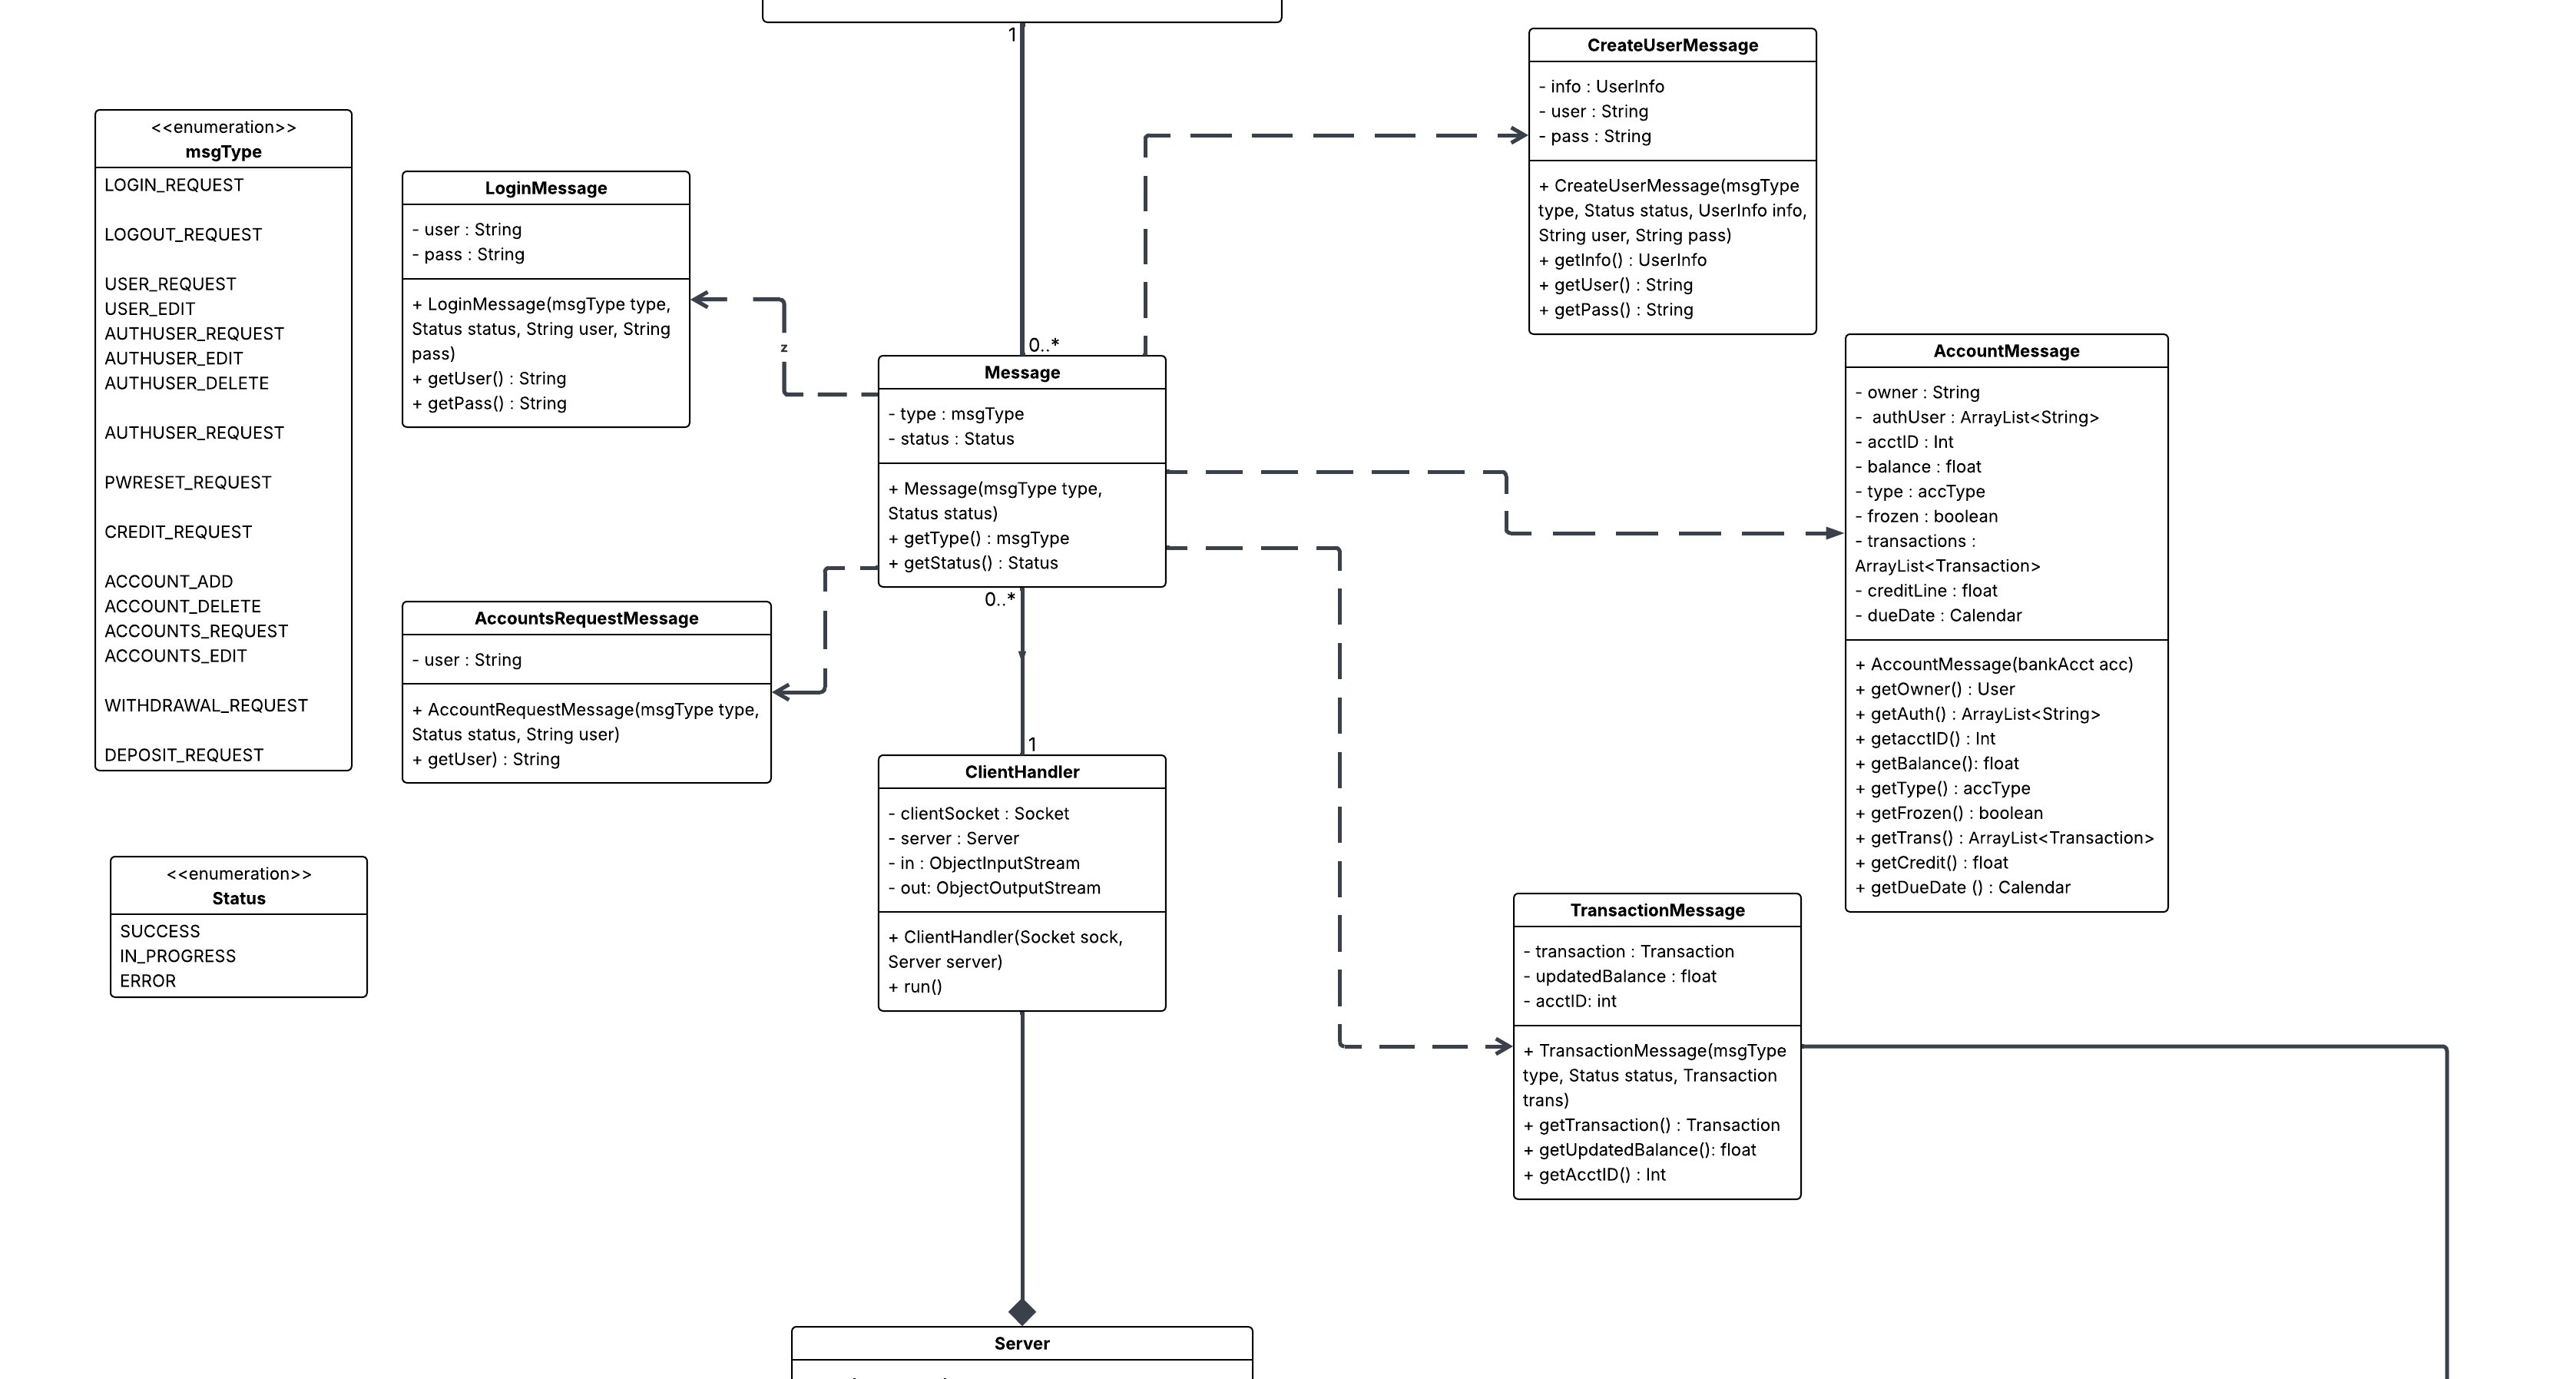 1
<<enumeration>>
msgType
LOGIN_REQUEST
LOGOUT_REQUEST
USER_REQUEST
USER_EDIT
AUTHUSER_REQUEST
AUTHUSER_EDIT
AUTHUSER_DELETE
AUTHUSER_REQUEST
PWRESET_REQUEST
CREDIT_REQUEST
ACCOUNT_ADD
ACCOUNT_DELETE
ACCOUNTS_REQUEST
ACCOUNTS_EDIT
WITHDRAWAL_REQUEST
DEPOSIT_REQUEST
<<enumeration>>
Status
SUCCESS
IN_PROGRESS
ERROR
LoginMessage
- user : String
- pass : String
+ LoginMessage(msgType type,
Status status, String user, String
pass)
+ getUser() : String
+ getPass() : String
z
AccountsRequestMessage
- user : String
+ AccountRequestMessage(msgType type,
Status status, String user)
+ getUser) : String
0..*
Message
- type : msgType
- status : Status
+ Message(msgType type,
Status status)
+ getType() : msgType
+ getStatus() : Status
0..*
1
ClientHandler
- clientSocket : Socket
- server : Server
- in : ObjectInputStream
- out: ObjectOutputStream
+ ClientHandler(Socket sock,
Server server)
+ run()
Server
CreateUserMessage
- info : UserInfo
- user : String
- pass : String
+ CreateUserMessage(msgType
type, Status status, UserInfo info,
String user, String pass)
+ getInfo() : UserInfo
+ getUser() : String
+ getPass() : String
AccountMessage
- owner : String
-  authUser : ArrayList<String>
- acctID : Int
- balance : float
- type : accType
- frozen : boolean
- transactions :
ArrayList<Transaction>
- creditLine : float
- dueDate : Calendar
+ AccountMessage(bankAcct acc)
+ getOwner() : User
+ getAuth() : ArrayList<String>
+ getacctID() : Int
+ getBalance(): float
+ getType() : accType
+ getFrozen() : boolean
+ getTrans() : ArrayList<Transaction>
+ getCredit() : float
+ getDueDate () : Calendar
TransactionMessage
- transaction : Transaction
- updatedBalance : float
- acctID: int
+ TransactionMessage(msgType
type, Status status, Transaction
trans)
+ getTransaction() : Transaction
+ getUpdatedBalance(): float
+ getAcctID() : Int